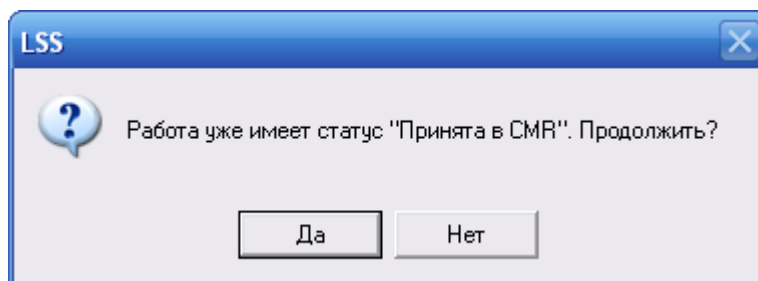 LSS
Работа уже имеет статус "Принята в CMR". Продолжить?
Да
Нет